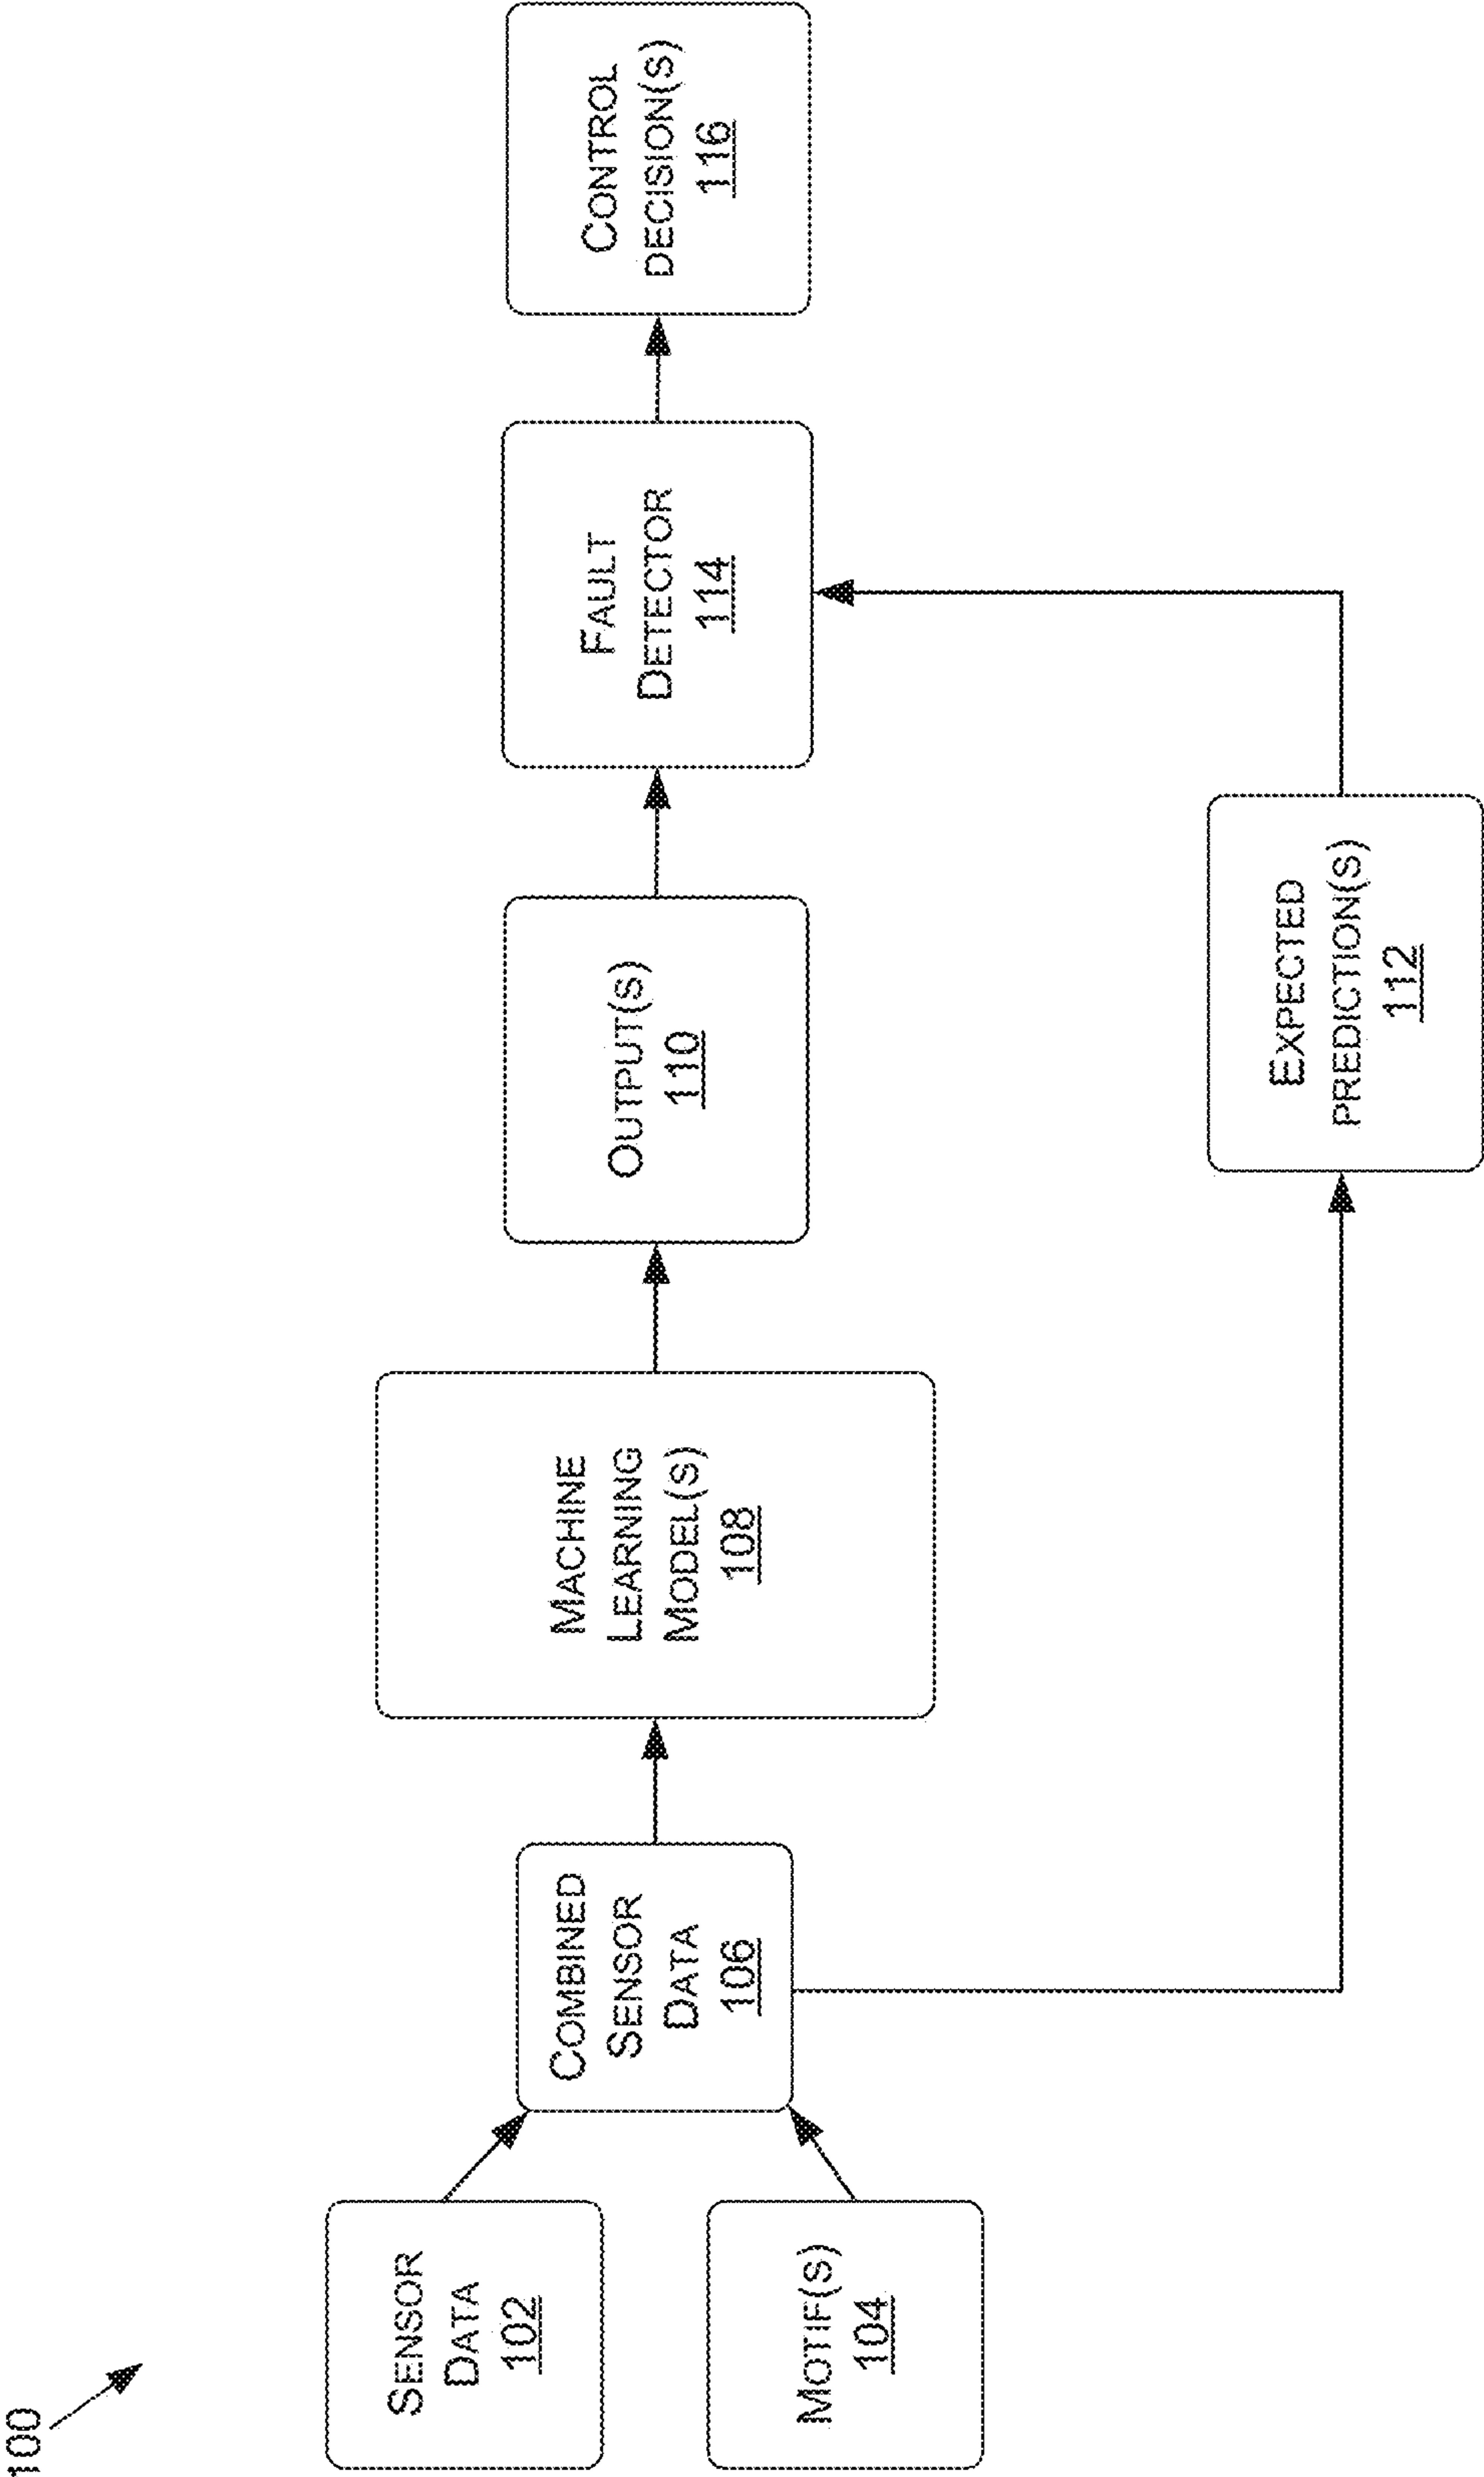 100
SENSOR
DATA
102
MOTIF(S)
104
COMBINED
SENSOR
DATA
106
MACHINE
LEARNING
MODEL(S)
108
OUTPUT(S)
110
EXPECTED
PREDICTION(S)
112
FAULT
DETECTOR
114
CONTROL
DECISION(S)
116